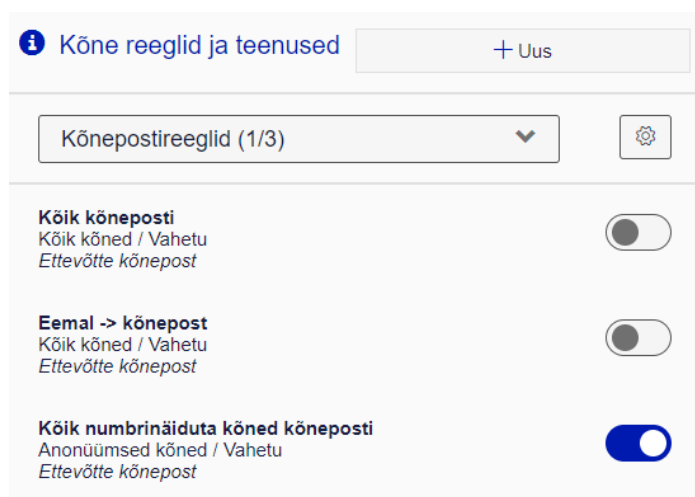 Kõne reeglid ja teenused
+ Uus
Kõnepostireeglid (1/3)
Kõik kõneposti
Kõik kõned / Vahetu
Ettevõtte kõnepost
Eemal -> kõnepost
Kõik kõned / Vahetu
Ettevõtte kõnepost
Kõik numbrinäiduta kõned kõneposti
Anonüümsed kõned / Vahetu
Ettevõtte kõnepost